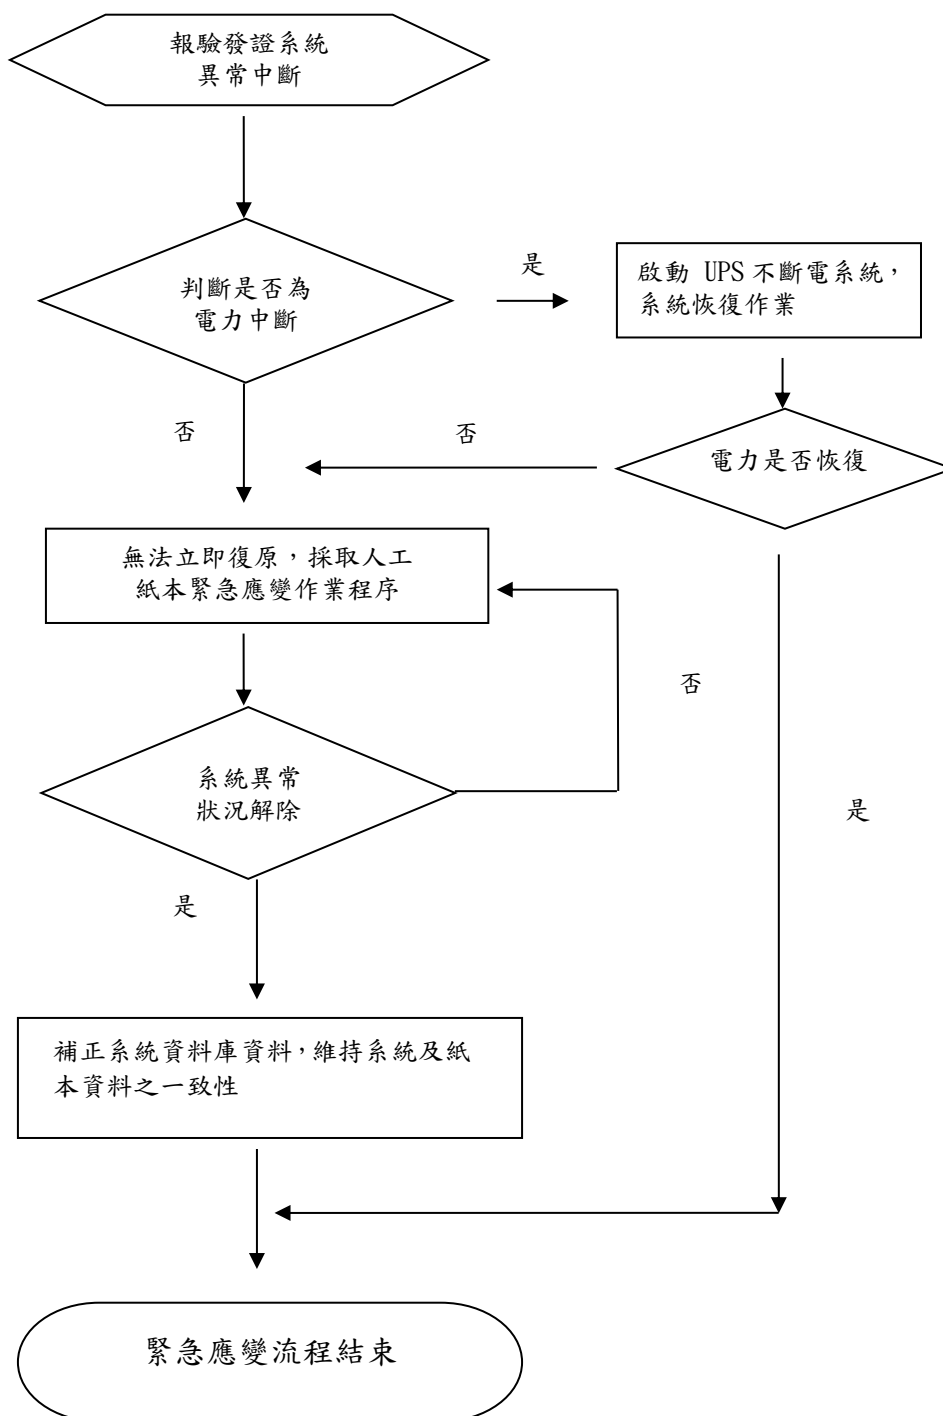 報驗發證系統
異常中斷
判斷是否為
電力中斷
是
啟動 UPS 不斷電系統，
系統恢復作業
否
否
電力是否恢復
無法立即復原，採取人工
紙本緊急應變作業程序
否
系統異常
狀況解除
是
是
補正系統資料庫資料，維持系統及紙
本資料之一致性
緊急應變流程結束